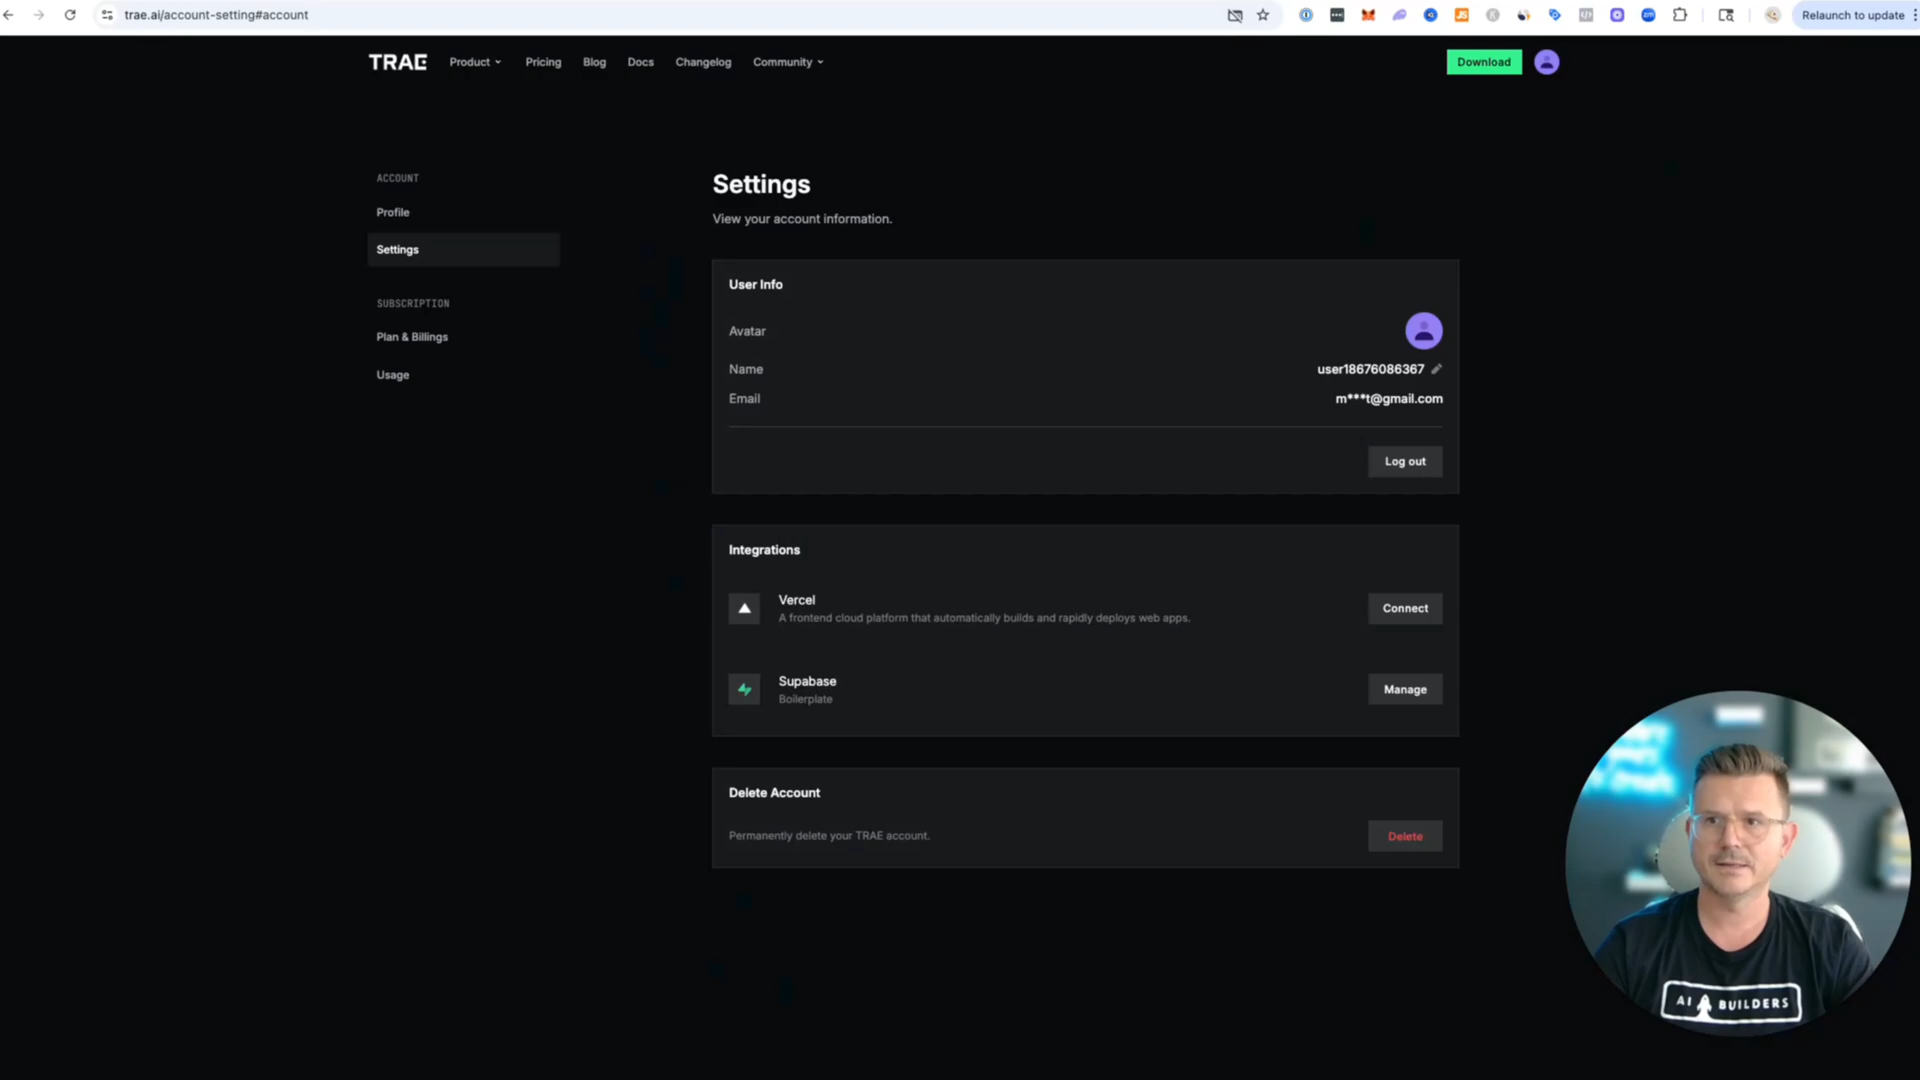 trae.ai/account-setting#account
Relaunch to update
TRAE
Product
Pricing
Blog
Docs
Changelog
Community
Download
ACCOUNT
Profile
Settings
SUBSCRIPTION
Plan & Billings
Usage
Settings
View your account information.
User Info
Avatar
Name
user18676086367
Email
m***t@gmail.com
Log out
Integrations
Vercel
A frontend cloud platform that automatically builds and rapidly deploys web apps.
Connect
Supabase
Boilerplate
Manage
Delete Account
Permanently delete your TRAE account.
Delete
AI BUILDERS